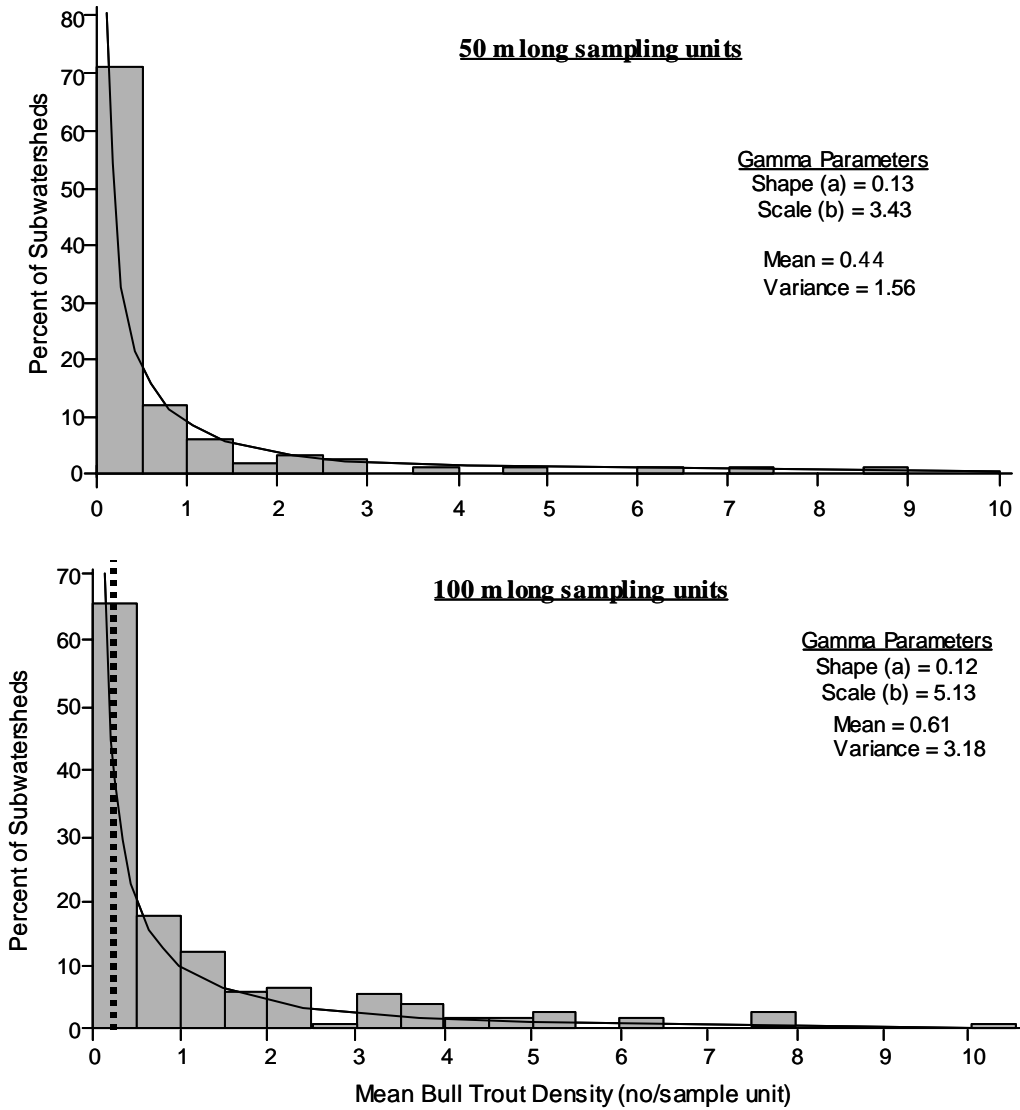 50 m long sampling units
80
70
60
50
40
30
20
10
0
Percent of Subwatersheds
Gamma Parameters
Shape (a) = 0.13
Scale (b) = 3.43
Mean = 0.44
Variance = 1.56
0 1 2 3 4 5 6 7 8 9 10
100 m long sampling units
70
60
50
40
30
20
10
0
Percent of Subwatersheds
Gamma Parameters
Shape (a) = 0.12
Scale (b) = 5.13
Mean = 0.61
Variance = 3.18
0 1 2 3 4 5 6 7 8 9 10
Mean Bull Trout Density (no/sample unit)